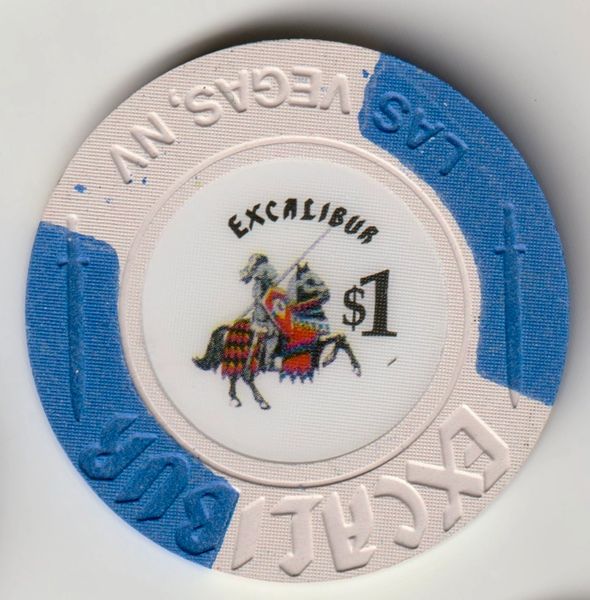 EXCALIBUR
$1
EXCALIBUR
LAS VEGAS, NV